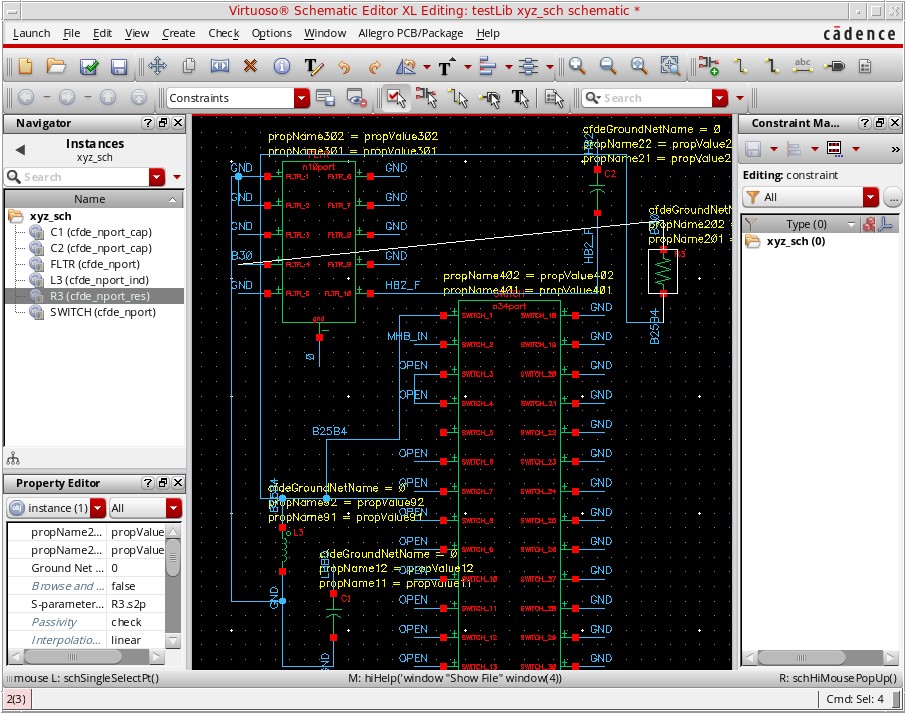 Virtuoso® Schematic Editor XL Editing: testLib xyz_sch schematic *
Launch File Edit View Create Check Options Window Allegro PCB/Package Help
cādence
abc
Constraints
Search
Navigator
Instances
xyz_sch
Search
Name
xyz_sch
C1 (cfde_nport_cap)
C2 (cfde_nport_cap)
FLTR (cfde_nport)
L3 (cfde_nport_ind)
R3 (cfde_nport_res)
SWITCH (cfde_nport)
Property Editor
instance (1) All
propName2... propValue
propName2... propValue
Ground Net ... 0
Browse and ... false
S-parameter... R3.s2p
Passivity check
Interpolatio... linear
propName302 = propValue302
propName301 = propValue301
FLTR
n10port
GND FLTR_1 FLTR_6 GND
GND FLTR_2 FLTR_7 GND
GND FLTR_3 FLTR_8 GND
B30 FLTR_4 FLTR_9 GND
GND FLTR_5 FLTR_10 HB2_F
gnd
0
cfdeGroundNetName = 0
propName22 = propValue2
propName21 = propValue2
C2
HB2_F
cfdeGroundNetN
propName202 =
propName201 =
R3
B25B4
propName402 = propValue402
propName401 = propValue401
SWITCH
n34port
SWITCH_1 SWITCH_18 GND
MHB_IN SWITCH_2 SWITCH_19 GND
OPEN SWITCH_3 SWITCH_20 GND
OPEN SWITCH_4 SWITCH_21 GND
SWITCH_5 SWITCH_22 GND
OPEN SWITCH_6 SWITCH_23 GND
OPEN SWITCH_7 SWITCH_24 GND
OPEN SWITCH_8 SWITCH_25 GND
OPEN SWITCH_9 SWITCH_26 GND
OPEN SWITCH_10 SWITCH_27 GND
OPEN SWITCH_11 SWITCH_28 GND
OPEN SWITCH_12 SWITCH_29 GND
OPEN SWITCH_13 SWITCH_30 GND
B25B4
cfdeGroundNetName = 0
propName92 = propValue92
propName91 = propValue91
L3
GND
cfdeGroundNetName = 0
propName12 = propValue12
propName11 = propValue11
C1
GND
Constraint Ma...
Editing: constraint
All
Type (0)
xyz_sch (0)
mouse L: schSingleSelectPt() M: hiHelp('window "Show File" window(4)) R: schHiMousePopUp()
2(3) Cmd: Sel: 4